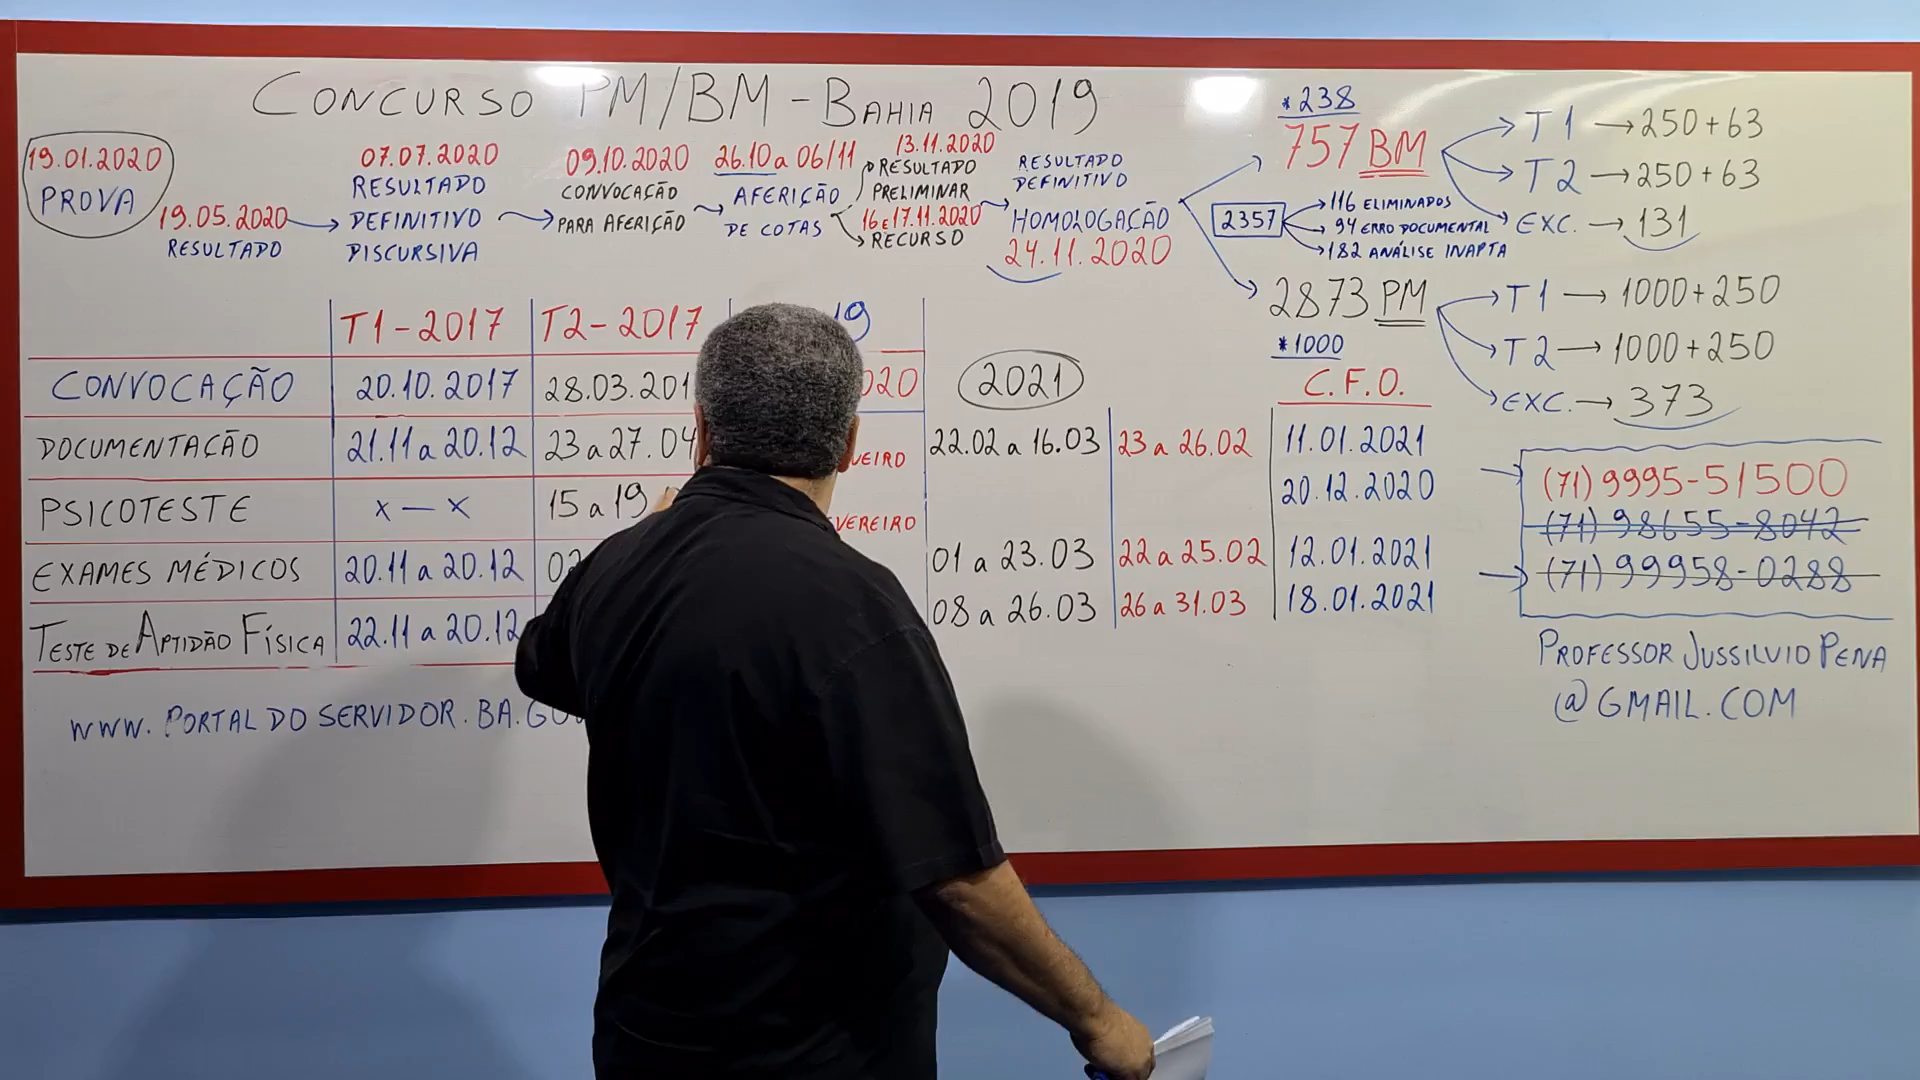 CONCURSO PM/BM - BAHIA 2019
19.01.2020
PROVA
19.05.2020
RESULTADO
07.07.2020
RESULTADO
DEFINITIVO
DISCURSIVA
09.10.2020
CONVOCAÇÃO
PARA AFERIÇÃO
26.10 a 06/11
AFERIÇÃO
DE COTAS
13.11.2020
RESULTADO
PRELIMINAR
16 e 17.11.2020
RECURSO
RESULTADO
DEFINITIVO
HOMOLOGAÇÃO
24.11.2020
*238
757 BM
T1 → 250 + 63
T2 → 250 + 63
EXC. → 131
2357
116 ELIMINADOS
94 ERRO DOCUMENTAL
182 ANÁLISE INAPTA
2873 PM
*1000
T1 → 1000 + 250
T2 → 1000 + 250
EXC. → 373
T1 - 2017 T2 - 2017 19
CONVOCAÇÃO 20.10.2017 28.03.201 020
DOCUMENTAÇÃO 21.11 a 20.12 23 a 27.04
PSICOTESTE x — x 15 a 19 VEREIRO
EXAMES MÉDICOS 20.11 a 20.12 02
TESTE DE APTIDÃO FÍSICA 22.11 a 20.12
2021
C.F.O.
22.02 a 16.03 23 a 26.02 11.01.2021
20.12.2020
01 a 23.03 22 a 25.02 12.01.2021
08 a 26.03 26 a 31.03 18.01.2021
(71) 9995-51500
(71) 98655-8042
(71) 99958-0288
PROFESSOR JUSSILVIO PENA
@GMAIL.COM
WWW.PORTAL DO SERVIDOR.BA.GOV